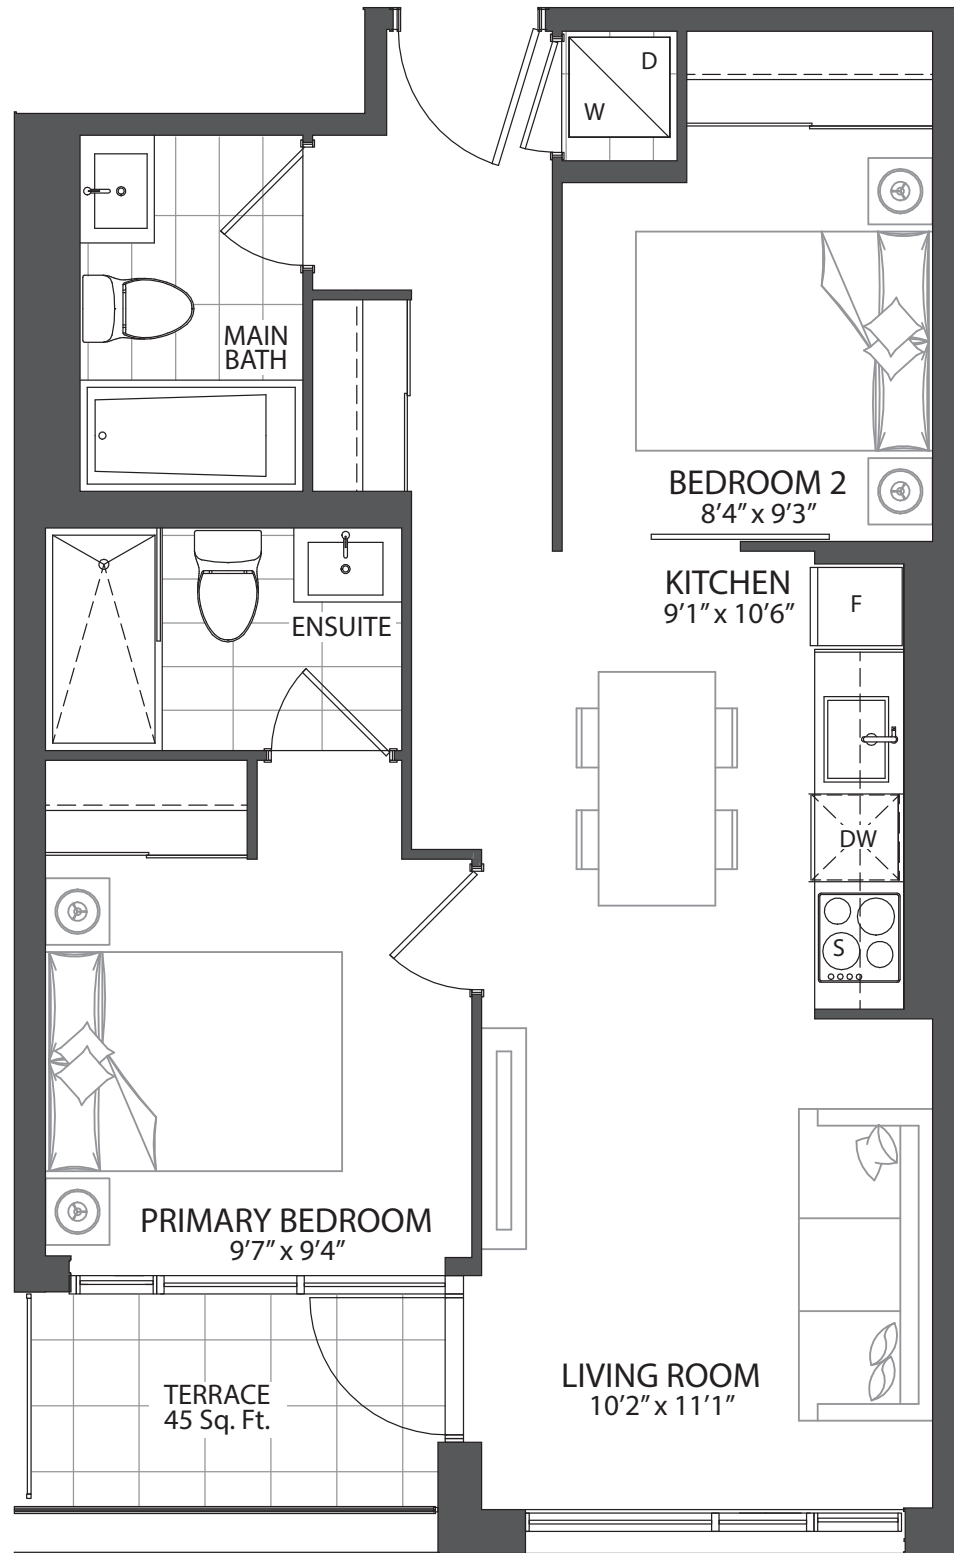 D
W
MAIN
BATH
BEDROOM 2
8’4” x 9’3”
KITCHEN
9’1” x 10’6”
F
ENSUITE
DW
S
PRIMARY BEDROOM
9’7” x 9’4”
LIVING ROOM
10’2” x 11’1”
TERRACE
45 Sq. Ft.